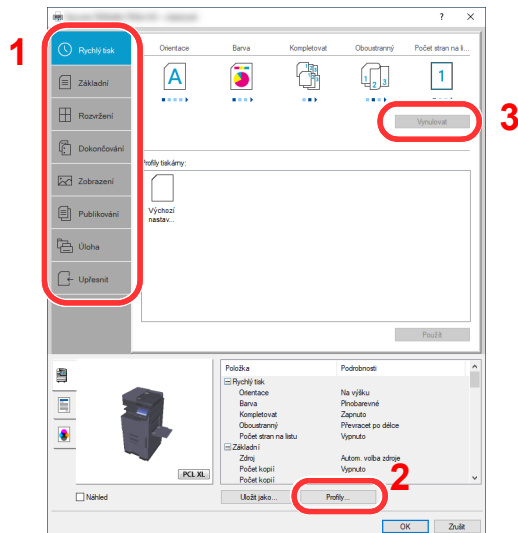 ? ×
1
Rychlý tisk
Základní
Rozvržení
Dokončování
Zobrazení
Publikování
Úloha
Upřesnit
Orientace Barva Kompletovat Oboustranný Počet stran na li...
A 1 2 3 1
Vynulovat
3
Profily tiskárny:
Výchozí
nastav...
Použít
Položka Podrobnosti
Rychlý tisk
Orientace Na výšku
Barva Plnobarevné
Kompletovat Zapnuto
Oboustranný Převracet po délce
Počet stran na listu Vypnuto
Základní
Zdroj Autom. volba zdroje
Počet kopií Vypnuto
Počet kopií
PCL XL
2
Náhled Uložit jako... Profily...
OK Zrušit